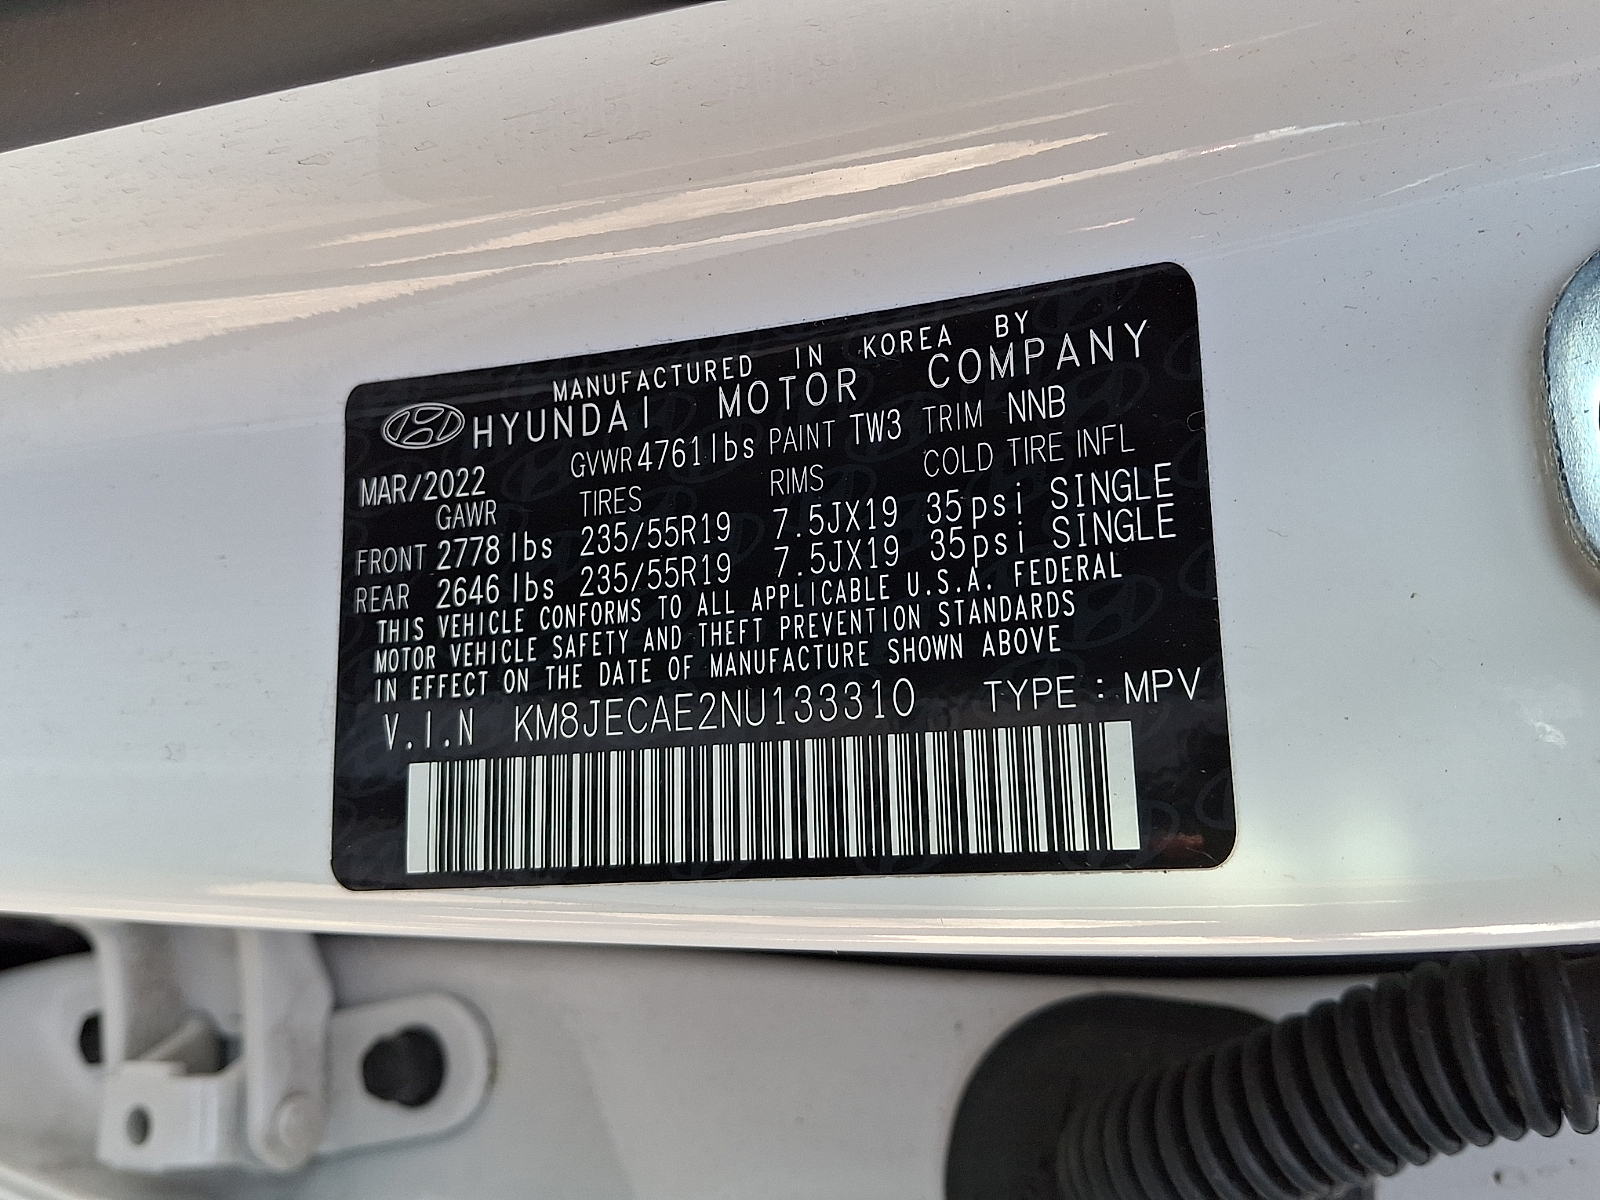 MANUFACTURED IN KOREA BY
HYUNDAI MOTOR COMPANY
MAR/2022 GVWR 4761lbs PAINT TW3 TRIM NNB
GAWR TIRES RIMS COLD TIRE INFL
FRONT 2778 lbs 235/55R19 7.5JX19 35psi SINGLE
REAR 2646 lbs 235/55R19 7.5JX19 35psi SINGLE
THIS VEHICLE CONFORMS TO ALL APPLICABLE U.S.A. FEDERAL
MOTOR VEHICLE SAFETY AND THEFT PREVENTION STANDARDS
IN EFFECT ON THE DATE OF MANUFACTURE SHOWN ABOVE
V.I.N KM8JECAE2NU133310 TYPE : MPV